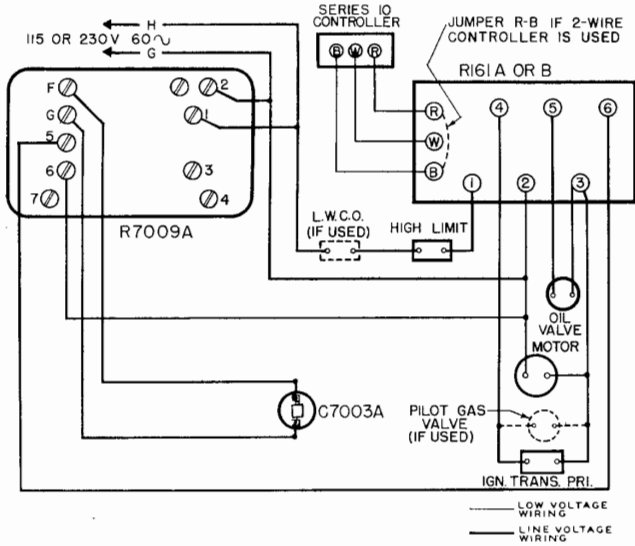 H
115 OR 230V 60~
G
SERIES 10
CONTROLLER
B W R
JUMPER R-B IF 2-WIRE
CONTROLLER IS USED
R161A OR B
F
G
5
6
7
2
1
3
4
R7009A
R
W
B
4 5 6
1 2 3
L.W.C.O.
(IF USED)
HIGH LIMIT
OIL
VALVE
MOTOR
C7003A
PILOT GAS
VALVE
(IF USED)
IGN. TRANS. PRI.
LOW VOLTAGE
WIRING
LINE VOLTAGE
WIRING